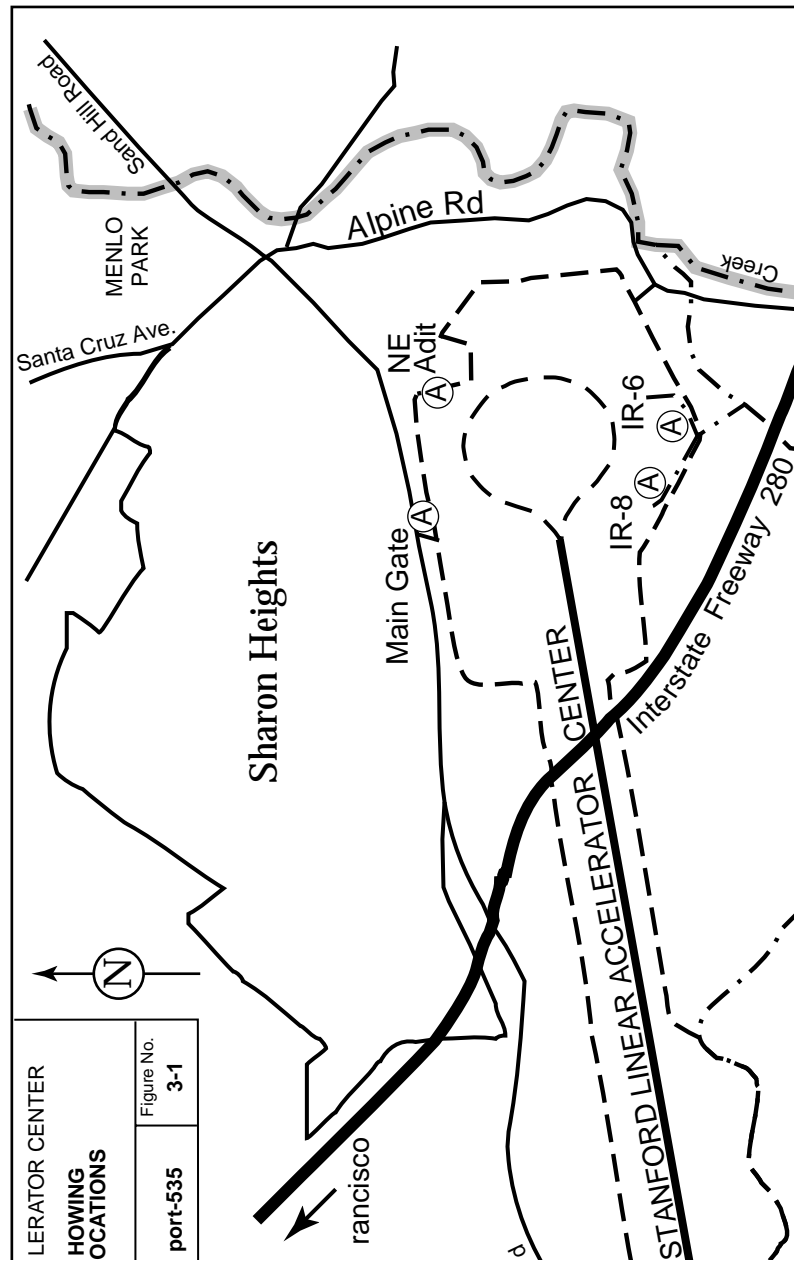 Sand Hill Road
MENLO
PARK
Santa Cruz Ave.
Alpine Rd
Creek
NE
Adit
A
A
IR-6
A
IR-8
A
Main Gate
Sharon Heights
Interstate Freeway 280
STANFORD LINEAR ACCELERATOR CENTER
N
LERATOR CENTER
HOWING
OCATIONS
Figure No.
3-1
port-535
rancisco
p